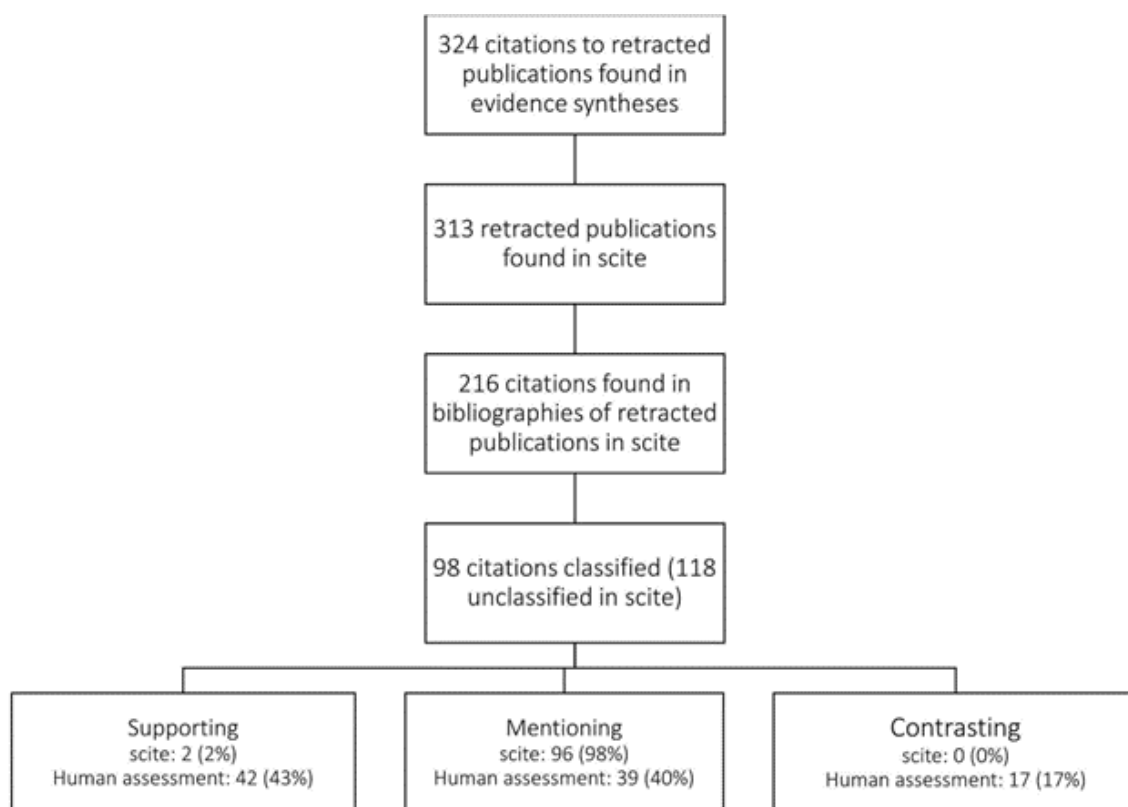 324 citations to retracted
publications found in
evidence syntheses
313 retracted publications
found in scite
216 citations found in
bibliographies of retracted
publications in scite
98 citations classified (118
unclassified in scite)
Supporting
scite: 2 (2%)
Human assessment: 42 (43%)
Mentioning
scite: 96 (98%)
Human assessment: 39 (40%)
Contrasting
scite: 0 (0%)
Human assessment: 17 (17%)